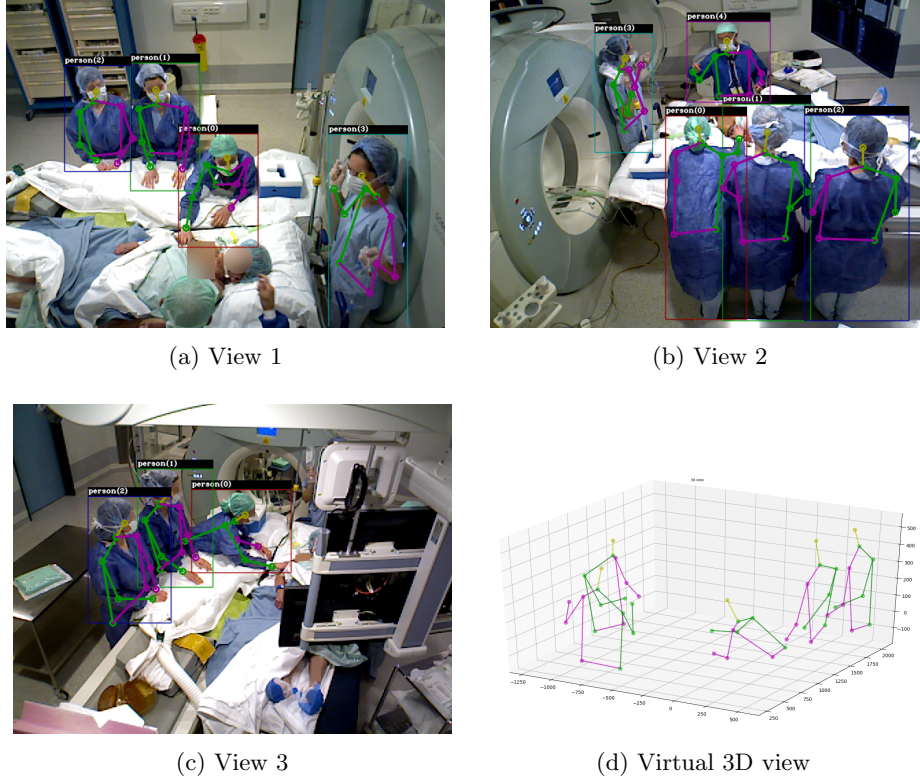 person(2)
person(1)
person(0)
person(3)
(a) View 1
person(3)
person(4)
person(0)
person(1)
person(2)
(b) View 2
person(1)
person(2)
person(0)
(c) View 3
3d view
500
400
300
200
100
0
-100
2000
1750
1500
1250
1000
750
500
250
-1250
-1000
-750
-500
-250
0
250
500
(d) Virtual 3D view